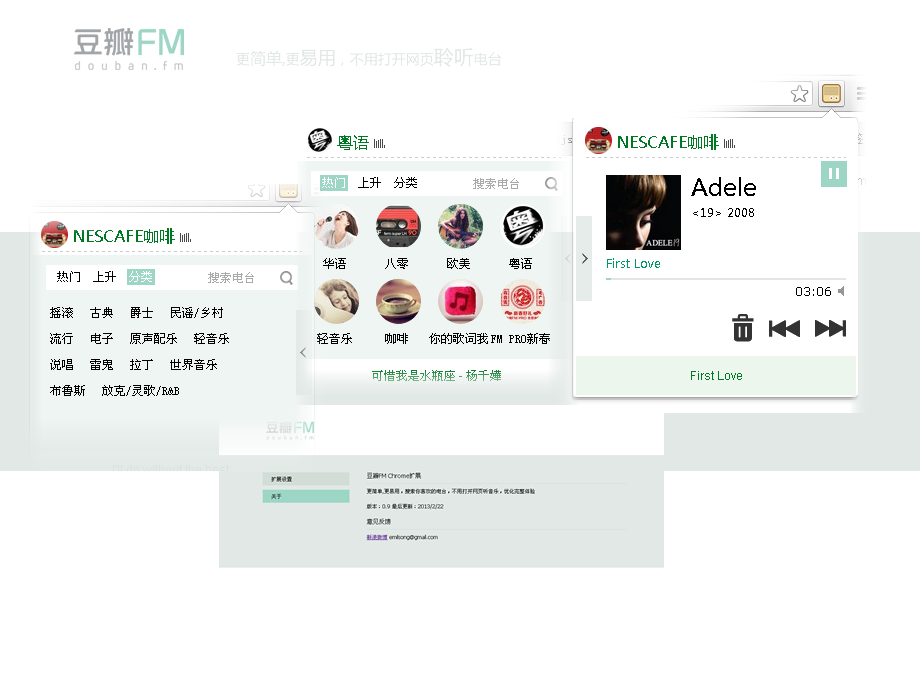 豆瓣FM
douban.fm
更简单,更易用，不用打开网页聆听电台
NESCAFE咖啡
热门 上升 分类 搜索电台
摇滚 古典 爵士 民谣/乡村
流行 电子 原声配乐 轻音乐
说唱 雷鬼 拉丁 世界音乐
布鲁斯 放克/灵歌/R&B
粤语
热门 上升 分类 搜索电台
华语 八零 欧美 粤语
轻音乐 咖啡 你的歌词我 FM PRO新春
可惜我是水瓶座 - 杨千嬅
NESCAFE咖啡
ADELE19
Adele
<19> 2008
First Love
03:06
First Love
豆瓣FM
douban.fm
扩展设置
关于
豆瓣FM Chrome扩展
更简单,更易用，搜索你喜欢的电台，不用打开网页听音乐，优化完整体验
版本：0.9 最后更新：2013/2/22
意见反馈
emilsong@gmail.com